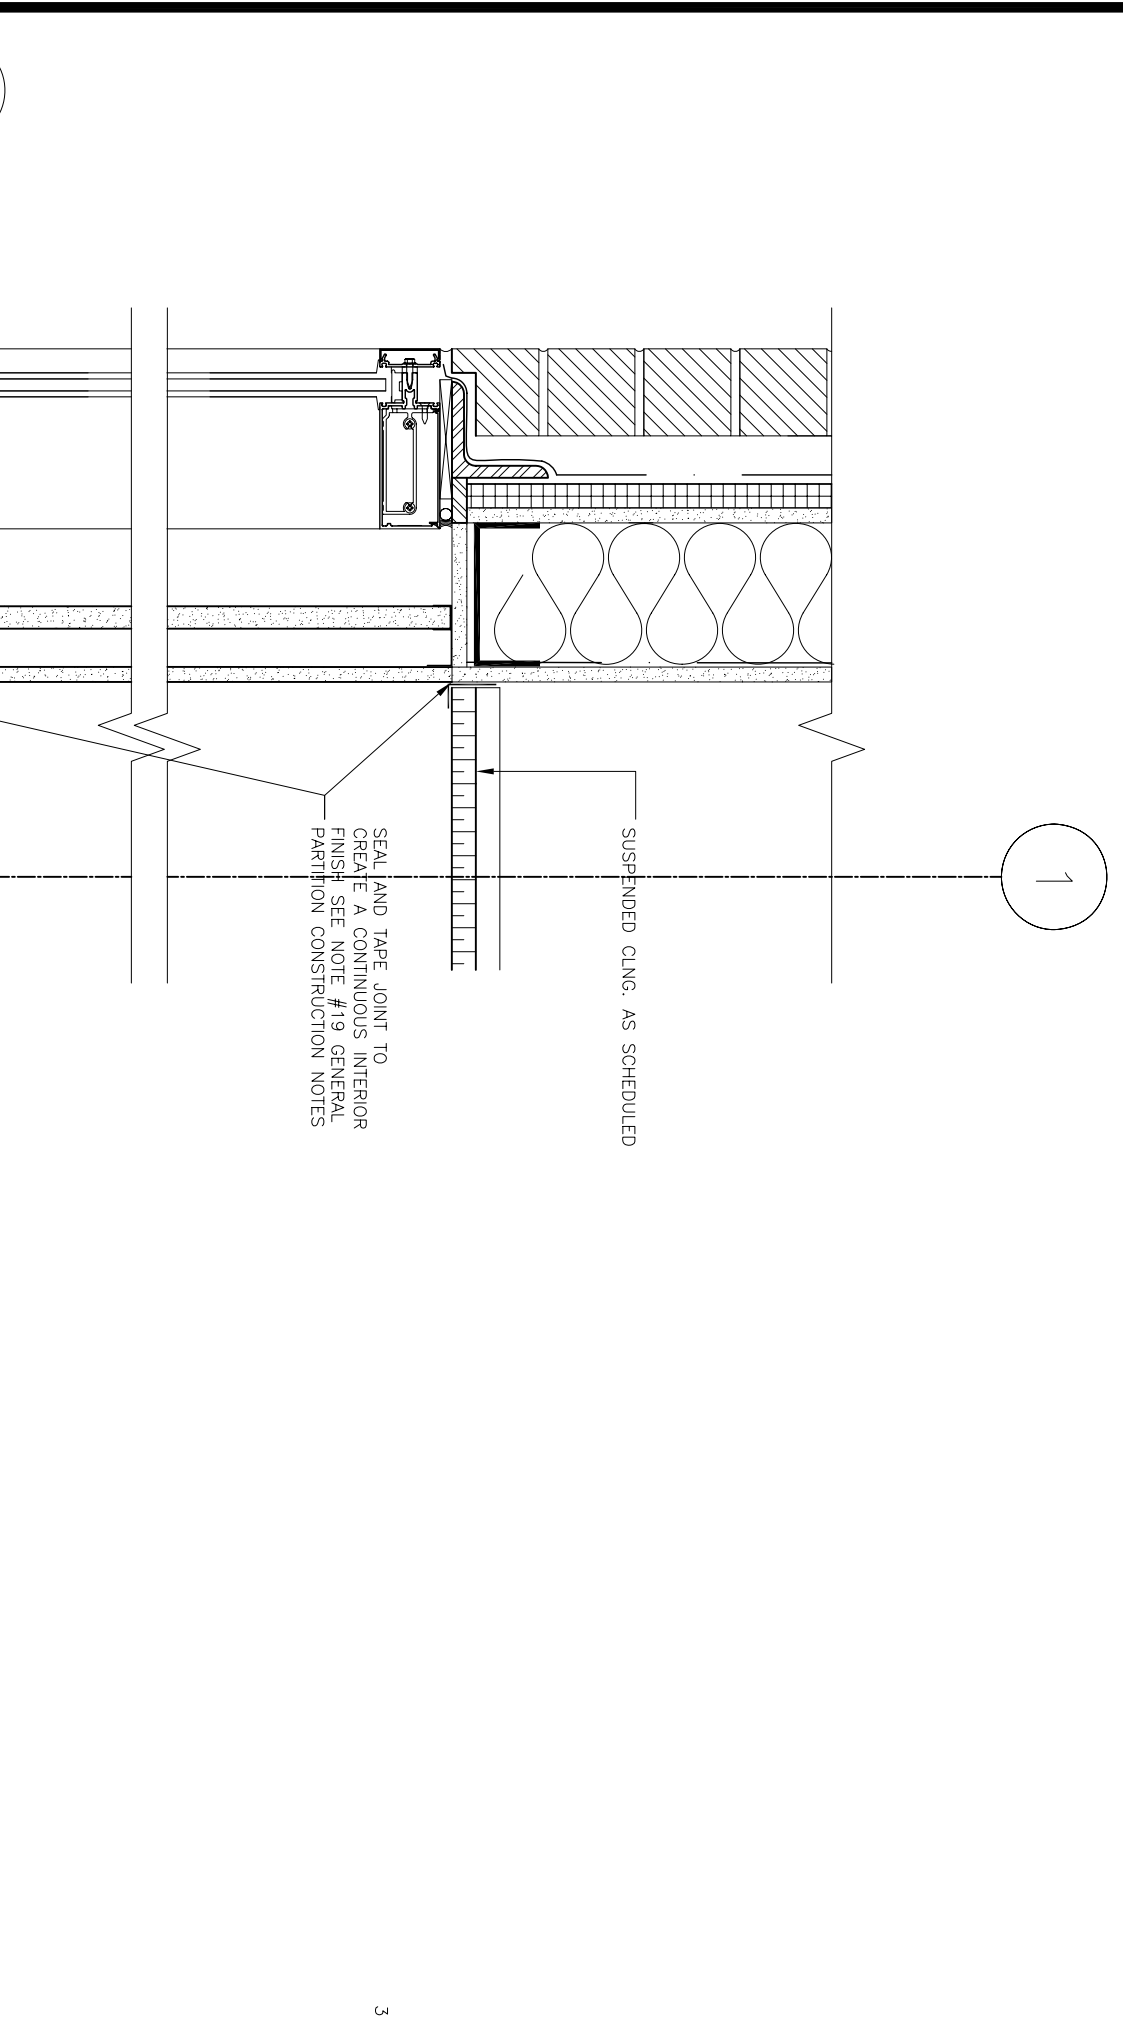 1
SUSPENDED CLNG. AS SCHEDULED
SEAL AND TAPE JOINT TO
CREATE A CONTINUOUS INTERIOR
FINISH SEE NOTE #19 GENERAL
PARTITION CONSTRUCTION NOTES
3